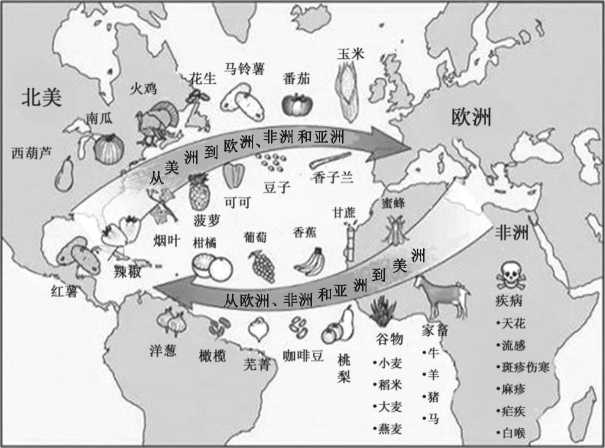 玉米
马铃薯
番茄
花生
火鸡
北美
南瓜
欧洲
西葫芦
从美洲到欧洲、非洲和亚洲
豆子
香子兰
可可
菠萝
烟叶
甘蔗
蜜蜂
香蕉
葡萄
柑橘
非洲
辣椒
红薯
从欧洲、非洲和亚洲到美洲
疾病
•天花
•流感
•斑疹伤寒
•麻疹
•疟疾
•白喉
家畜
•牛
•羊
•猪
•马
谷物
•小麦
•稻米
•大麦
•燕麦
洋葱
橄榄
芜菁
咖啡豆
桃
梨